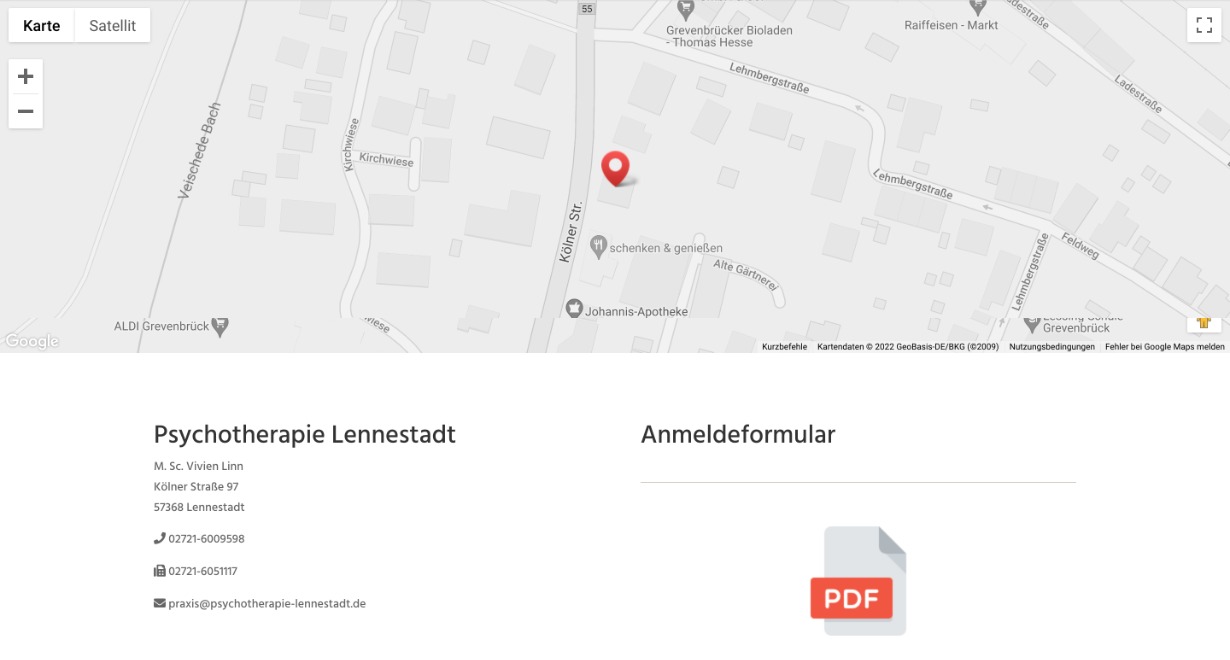 Karte
Satellit
55
Grevenbrücker Bioladen
- Thomas Hesse
Raiffeisen - Markt
Ladestraße
Lehmbergstraße
Ladestraße
Veischede Bach
Kirchwiese
Kirchwiese
Lehmbergstraße
Kölner Str.
schenken & genießen
Feldweg
Alte Gärtnerei
Lehmbergstraße
Johannis-Apotheke
ALDI Grevenbrück
Grevenbrück
Google
Kurzbefehle
Kartendaten © 2022 GeoBasis-DE/BKG (©2009)
Nutzungsbedingungen
Fehler bei Google Maps melden
Psychotherapie Lennestadt
M. Sc. Vivien Linn
Kölner Straße 97
57368 Lennestadt
02721-6009598
02721-6051117
praxis@psychotherapie-lennestadt.de
Anmeldeformular
PDF